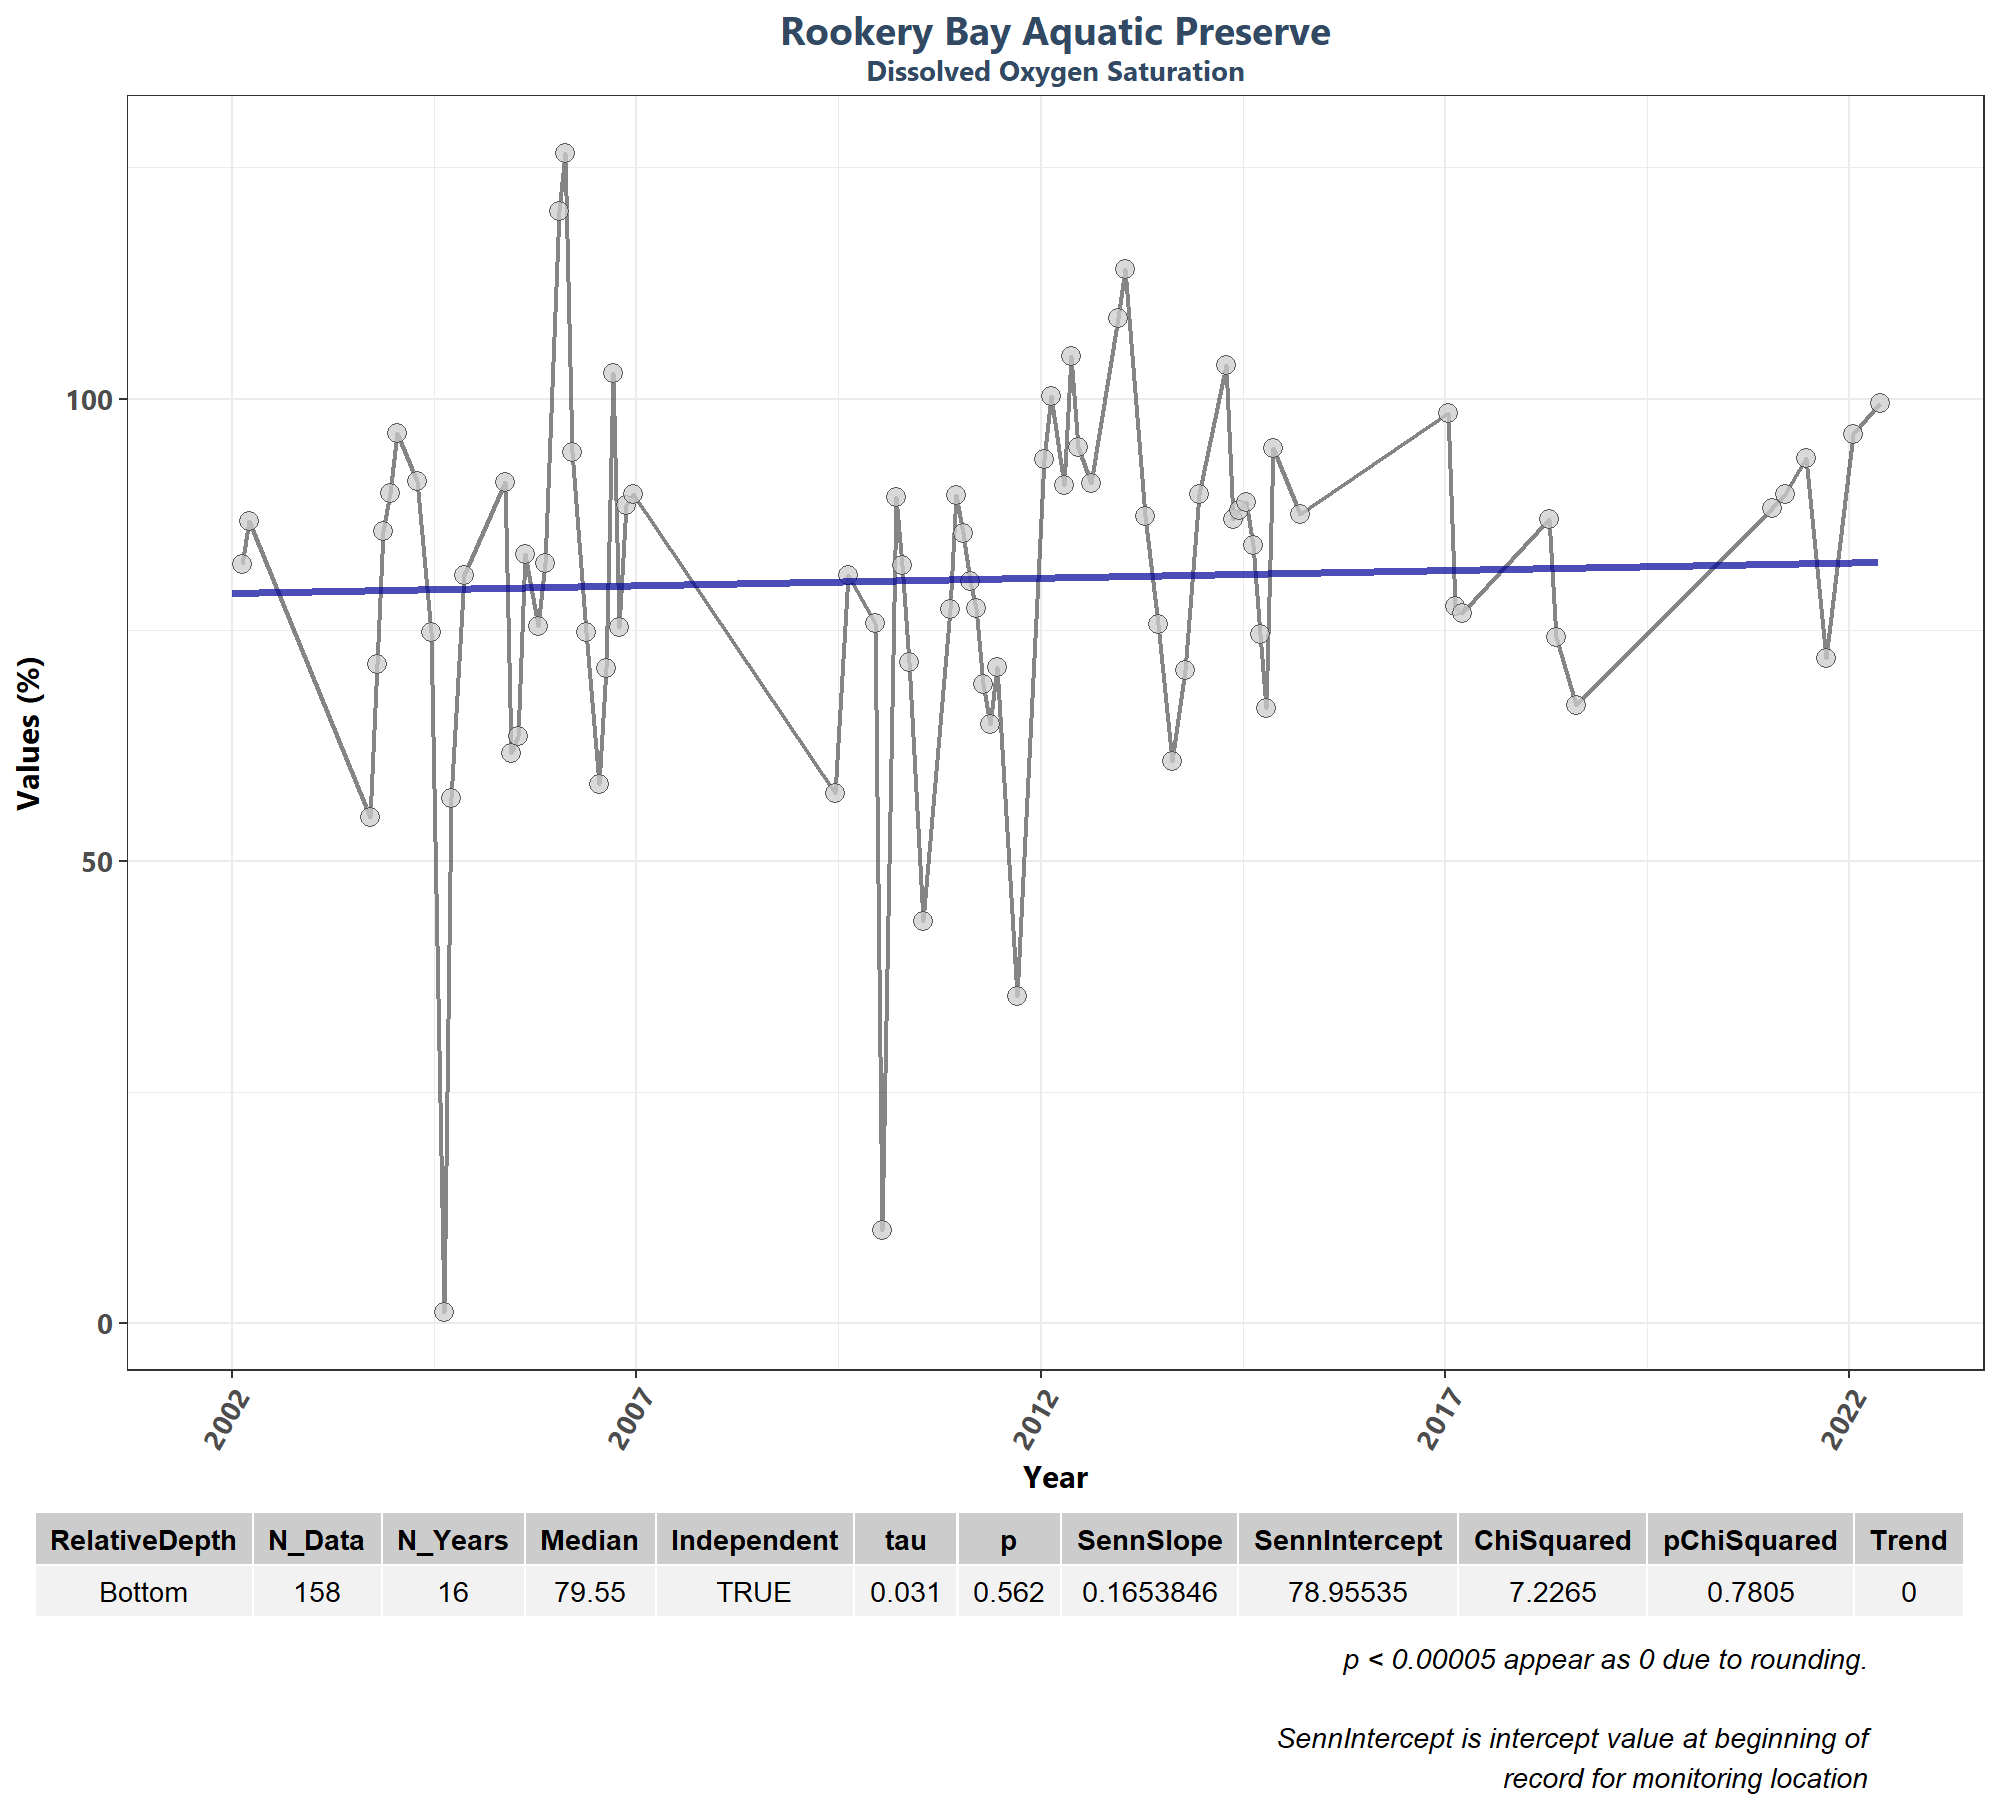 Rookery Bay Aquatic Preserve
Dissolved Oxygen Saturation
Values (%)
100
50
0
2002
2007
2012
2017
2022
Year
RelativeDepth N_Data N_Years Median Independent tau p SennSlope SennIntercept ChiSquared pChiSquared Trend
Bottom 158 16 79.55 TRUE 0.031 0.562 0.1653846 78.95535 7.2265 0.7805 0
p < 0.00005 appear as 0 due to rounding.
SennIntercept is intercept value at beginning of
record for monitoring location